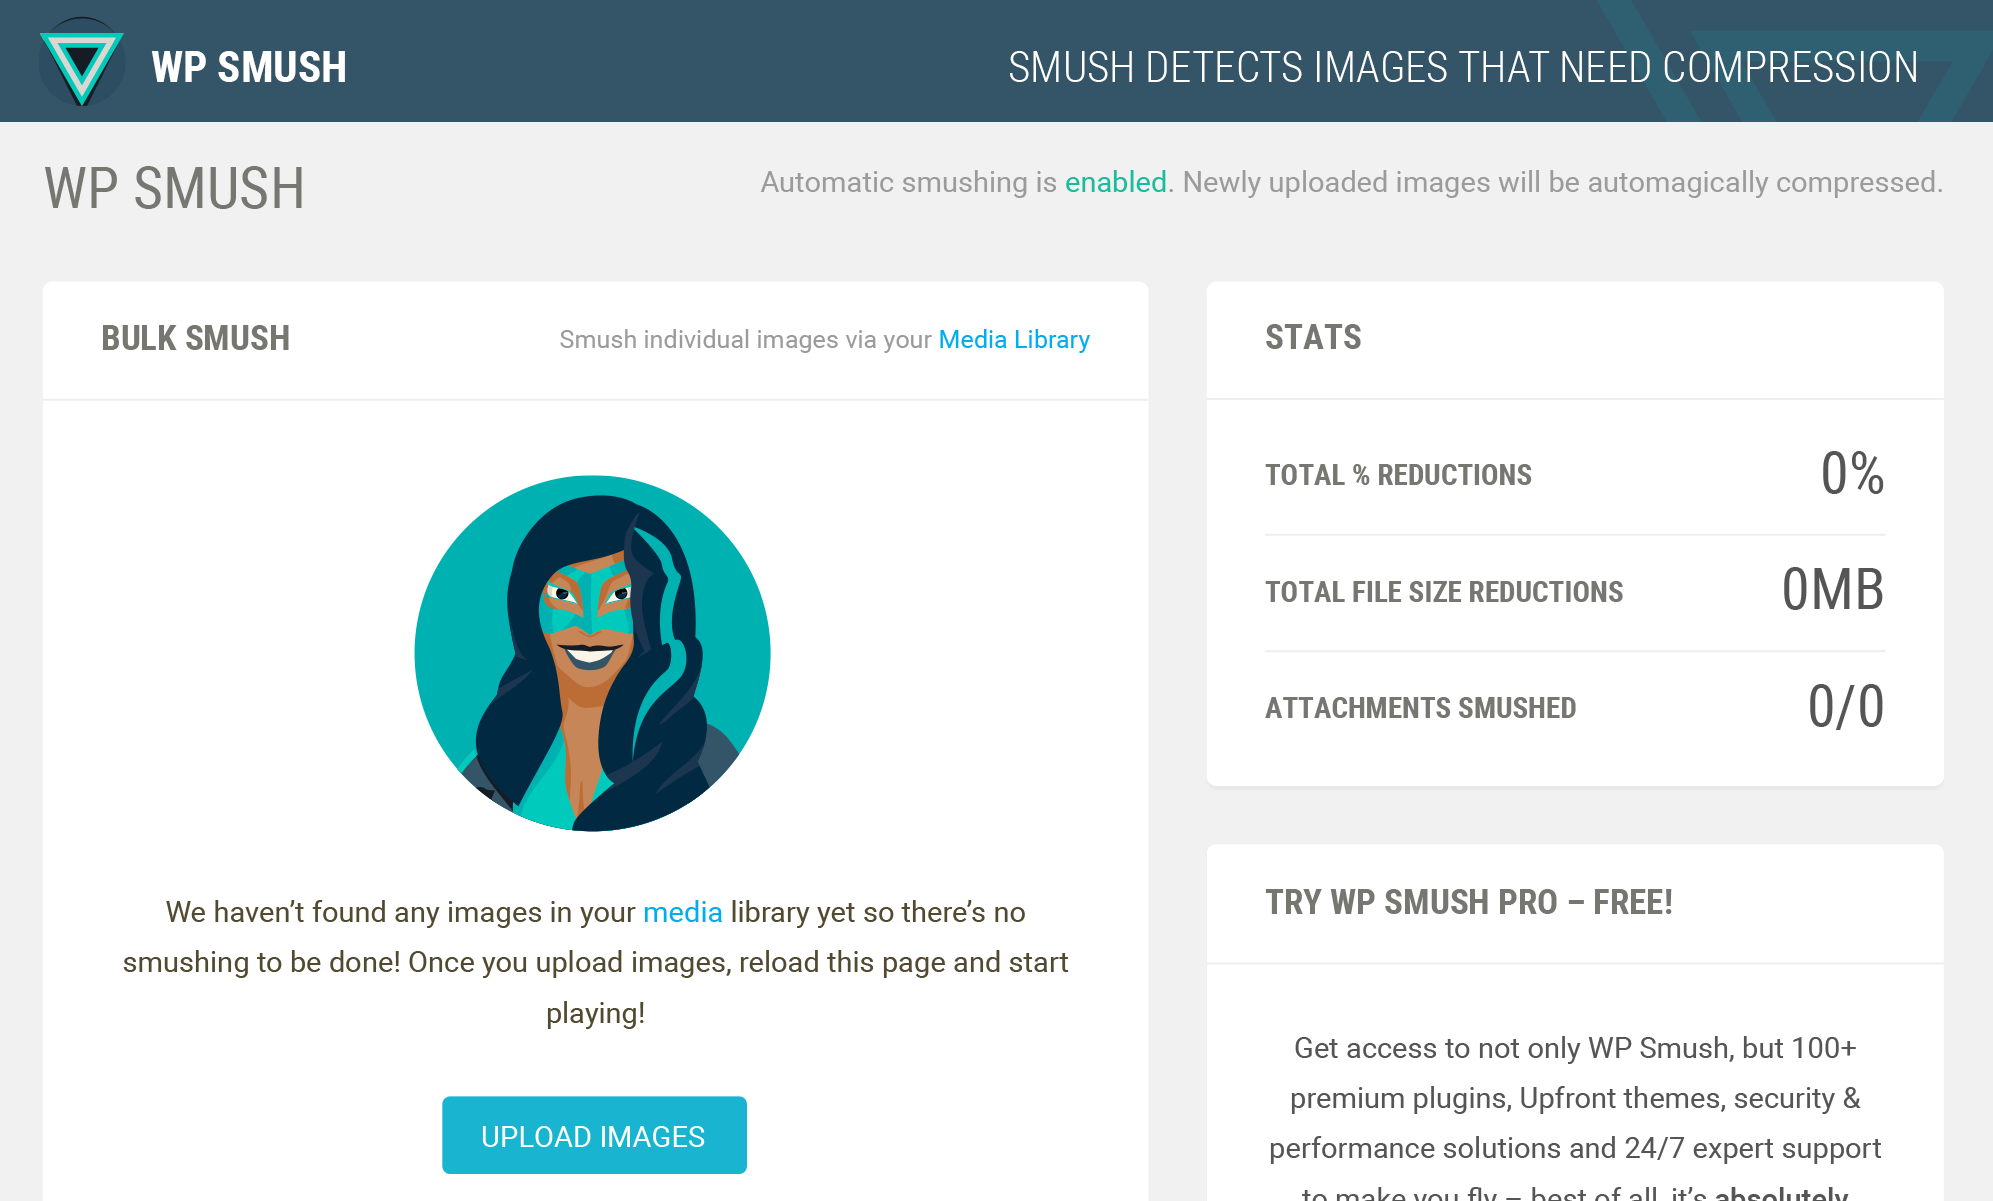 WP SMUSH
SMUSH DETECTS IMAGES THAT NEED COMPRESSION
WP SMUSH
Automatic smushing is enabled. Newly uploaded images will be automagically compressed.
BULK SMUSH
Smush individual images via your Media Library
We haven’t found any images in your media library yet so there’s no
smushing to be done! Once you upload images, reload this page and start
playing!
UPLOAD IMAGES
STATS
TOTAL % REDUCTIONS
0%
TOTAL FILE SIZE REDUCTIONS
0MB
ATTACHMENTS SMUSHED
0/0
TRY WP SMUSH PRO – FREE!
Get access to not only WP Smush, but 100+
premium plugins, Upfront themes, security &
performance solutions and 24/7 expert support
to make you fly – best of all, it’s absolutely